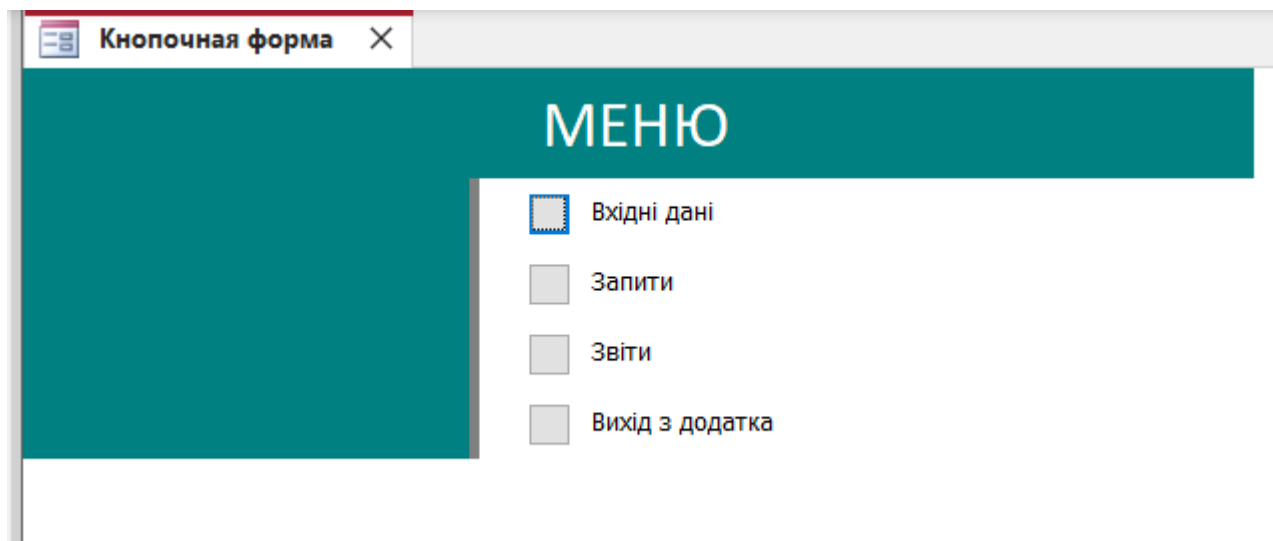 Кнопочная форма
МЕНЮ
Вхідні дані
Запити
Звіти
Вихід з додатка